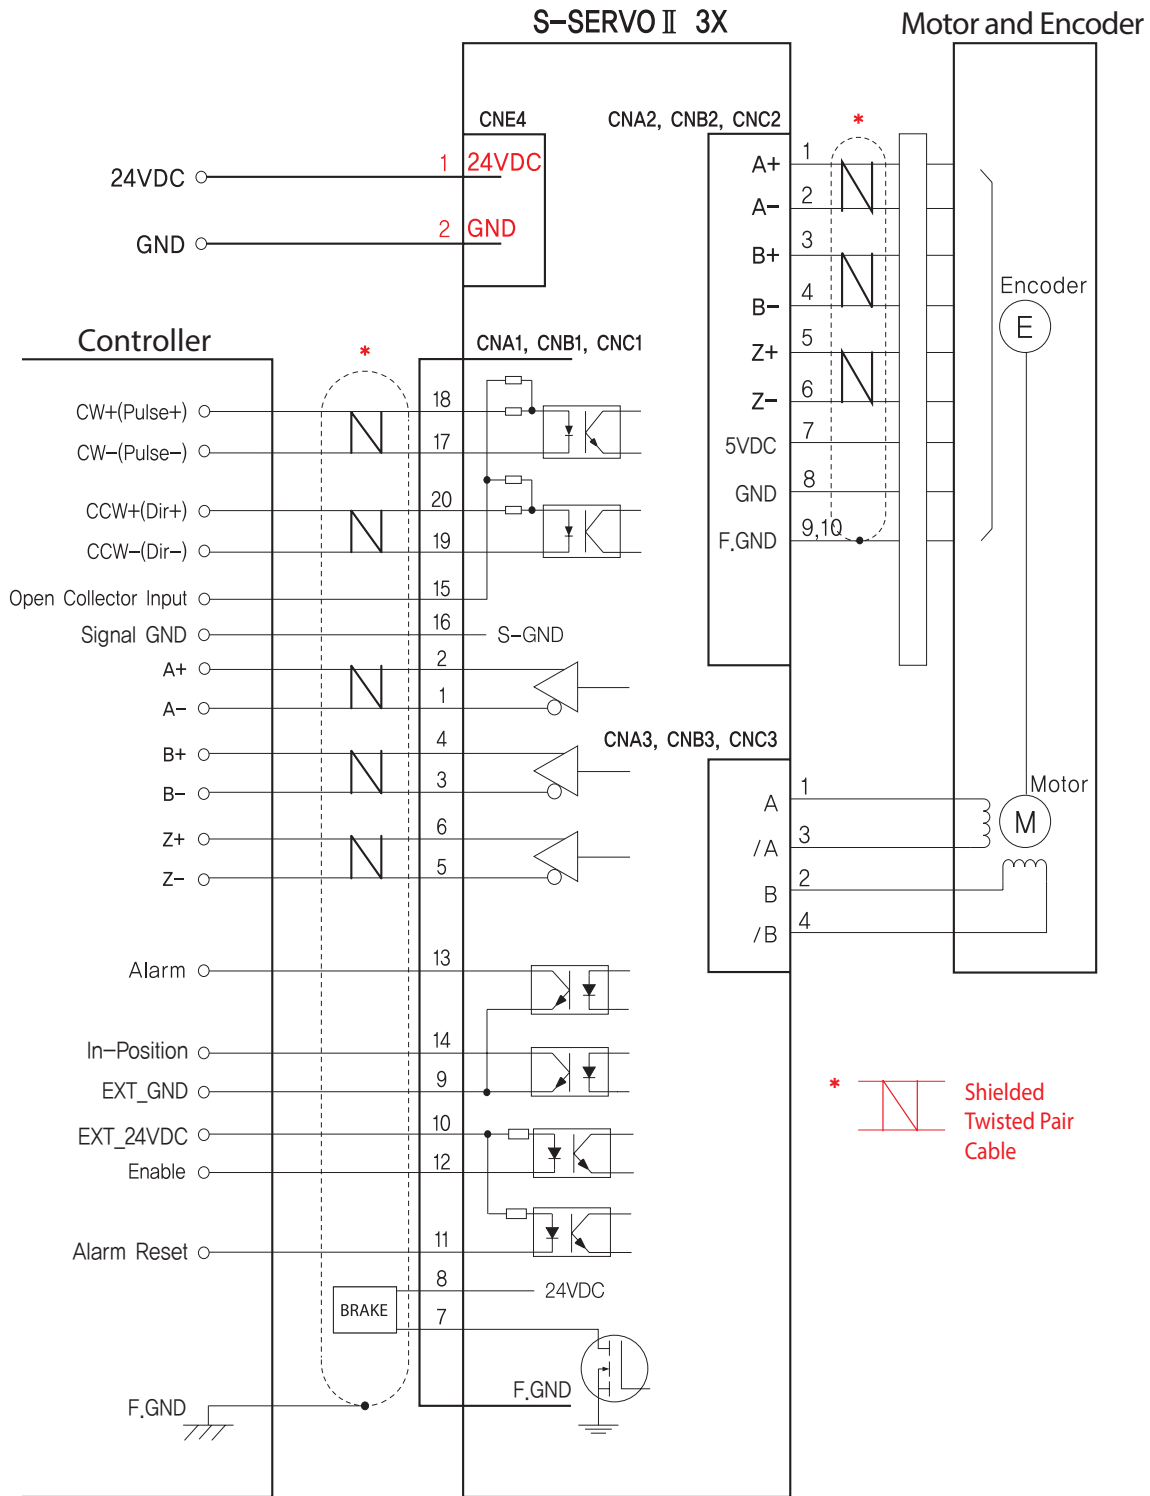 S-SERVO Ⅱ 3X
Motor and Encoder
CNE4
1 24VDC
24VDC
2 GND
GND
CNA2, CNB2, CNC2
*
A+ 1
A- 2
B+ 3
B- 4
Z+ 5
Z- 6
5VDC 7
GND 8
F.GND 9,10
Encoder
E
Controller
*
CNA1, CNB1, CNC1
CW+(Pulse+) 18
CW-(Pulse-) 17
CCW+(Dir+) 20
CCW-(Dir-) 19
Open Collector Input 15
Signal GND 16 S-GND
A+ 2
A- 1
B+ 4
B- 3
Z+ 6
Z- 5
CNA3, CNB3, CNC3
A 1
/A 3
B 2
/B 4
Motor
M
Alarm 13
In-Position 14
EXT_GND 9
EXT_24VDC 10
Enable 12
Alarm Reset 11
8 24VDC
BRAKE
7
F.GND
F.GND
* Shielded
Twisted Pair
Cable